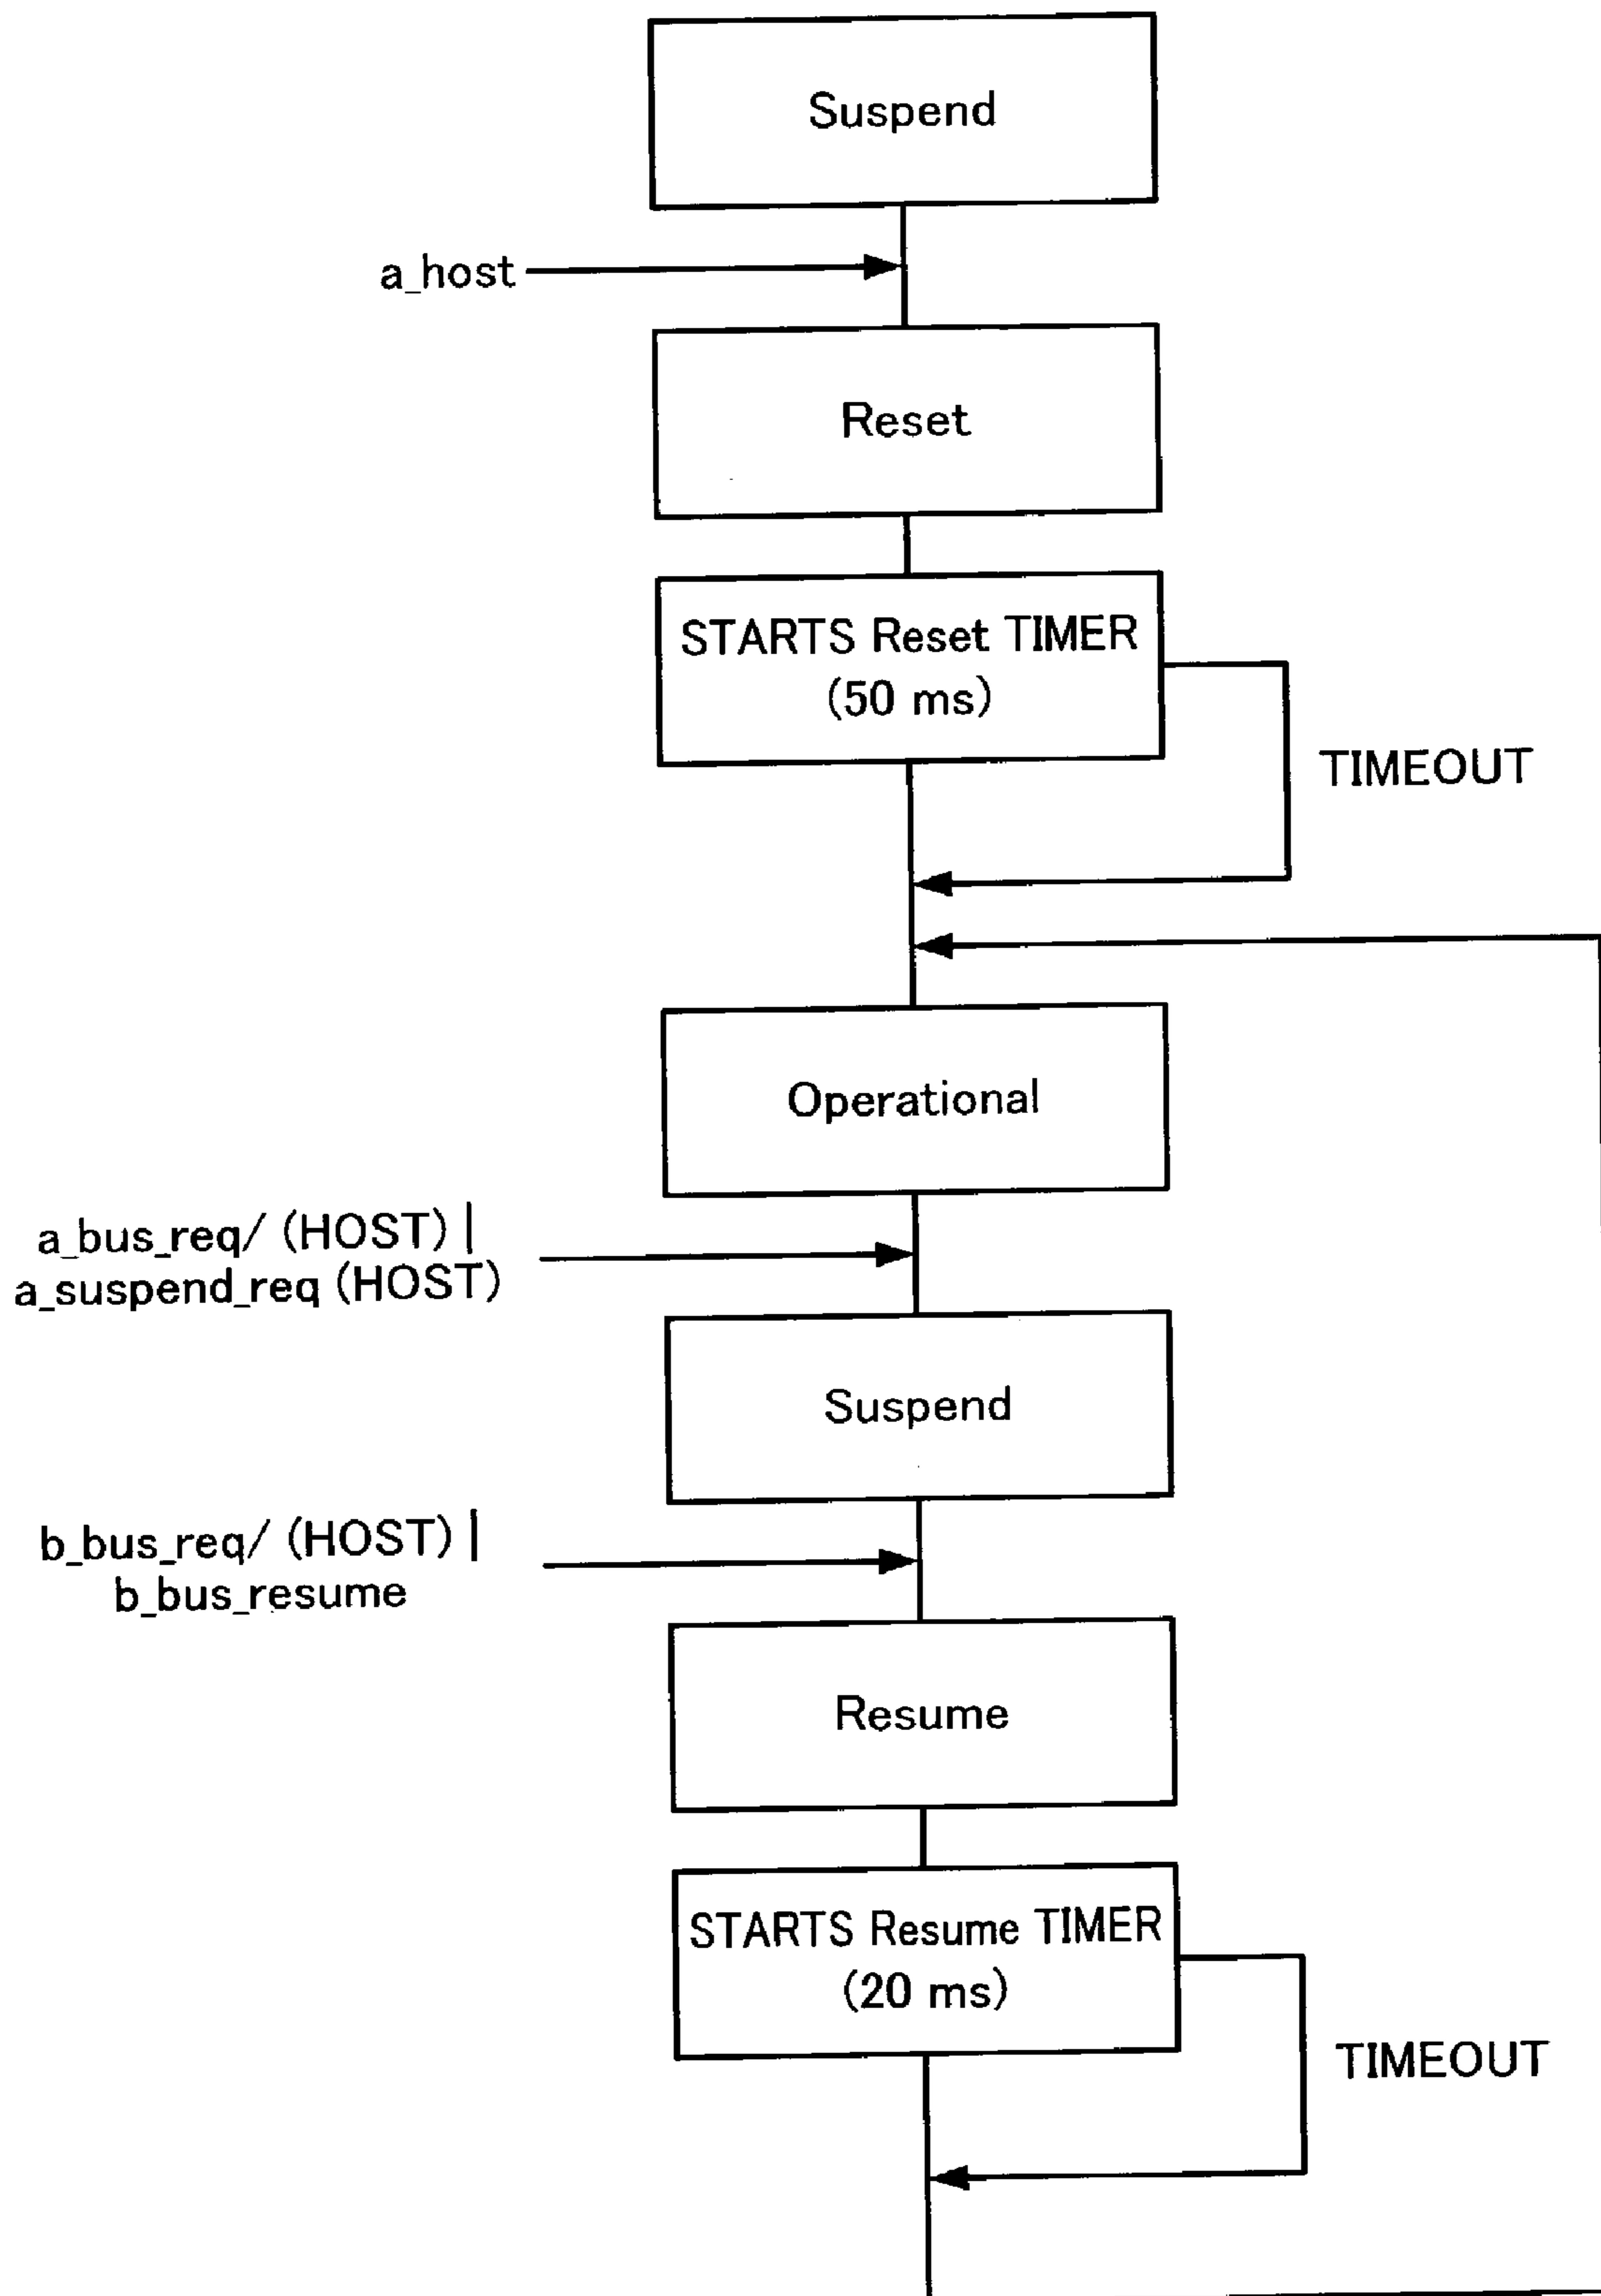 Suspend
a_host
Reset
STARTS Reset TIMER
(50 ms)
TIMEOUT
Operational
a_bus_req/ (HOST) |
a_suspend_req (HOST)
Suspend
b_bus_req/ (HOST) |
b_bus_resume
Resume
STARTS Resume TIMER
(20 ms)
TIMEOUT